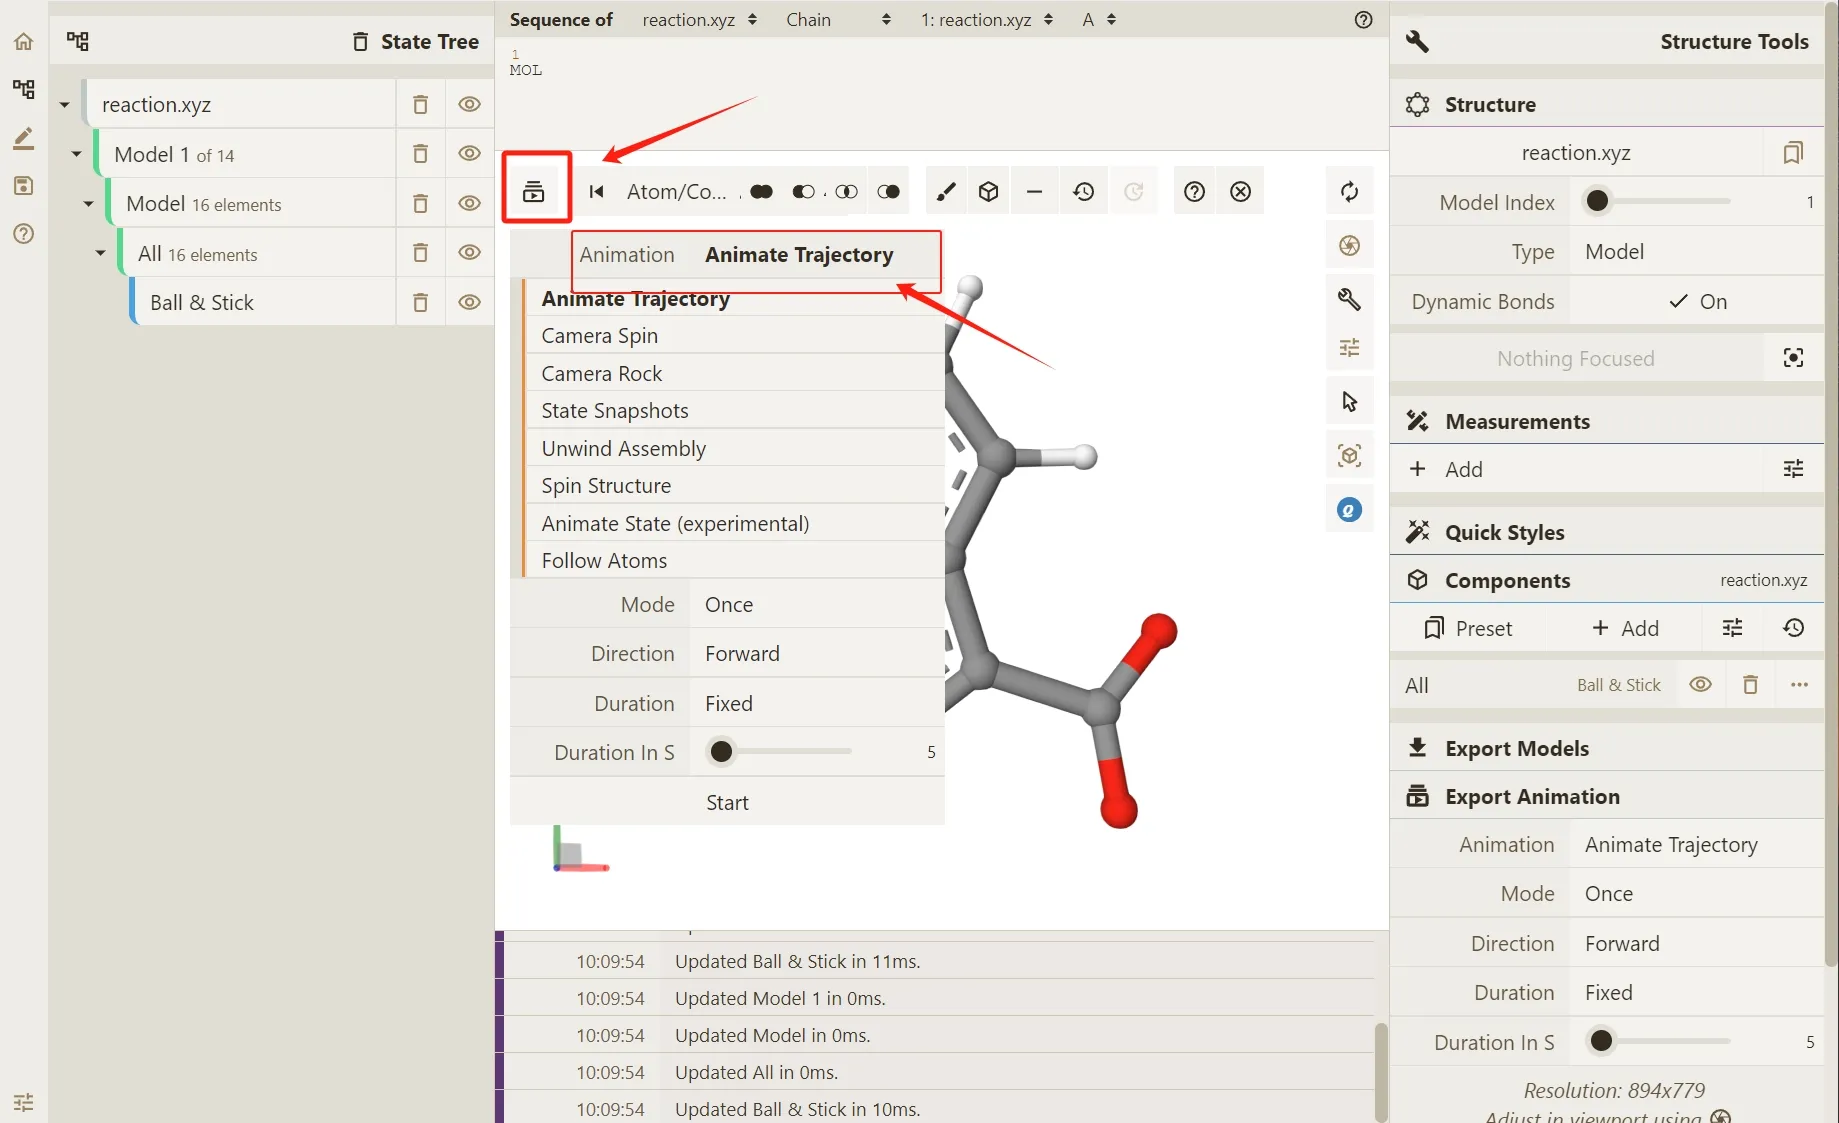 Sequence of reaction.xyz Chain 1: reaction.xyz A
1
MOL
State Tree
reaction.xyz
Model 1 of 14
Model 16 elements
All 16 elements
Ball & Stick
Atom/Co...
Animation Animate Trajectory
Animate Trajectory
Camera Spin
Camera Rock
State Snapshots
Unwind Assembly
Spin Structure
Animate State (experimental)
Follow Atoms
Mode Once
Direction Forward
Duration Fixed
Duration In S 5
Start
10:09:54 Updated Ball & Stick in 11ms.
10:09:54 Updated Model 1 in 0ms.
10:09:54 Updated Model in 0ms.
10:09:54 Updated All in 0ms.
10:09:54 Updated Ball & Stick in 10ms.
Structure Tools
Structure
reaction.xyz
Model Index 1
Type Model
Dynamic Bonds On
Nothing Focused
Measurements
Add
Quick Styles
Components reaction.xyz
Preset Add
All Ball & Stick
Export Models
Export Animation
Animation Animate Trajectory
Mode Once
Direction Forward
Duration Fixed
Duration In S 5
Resolution: 894x779
Adjust in viewport using